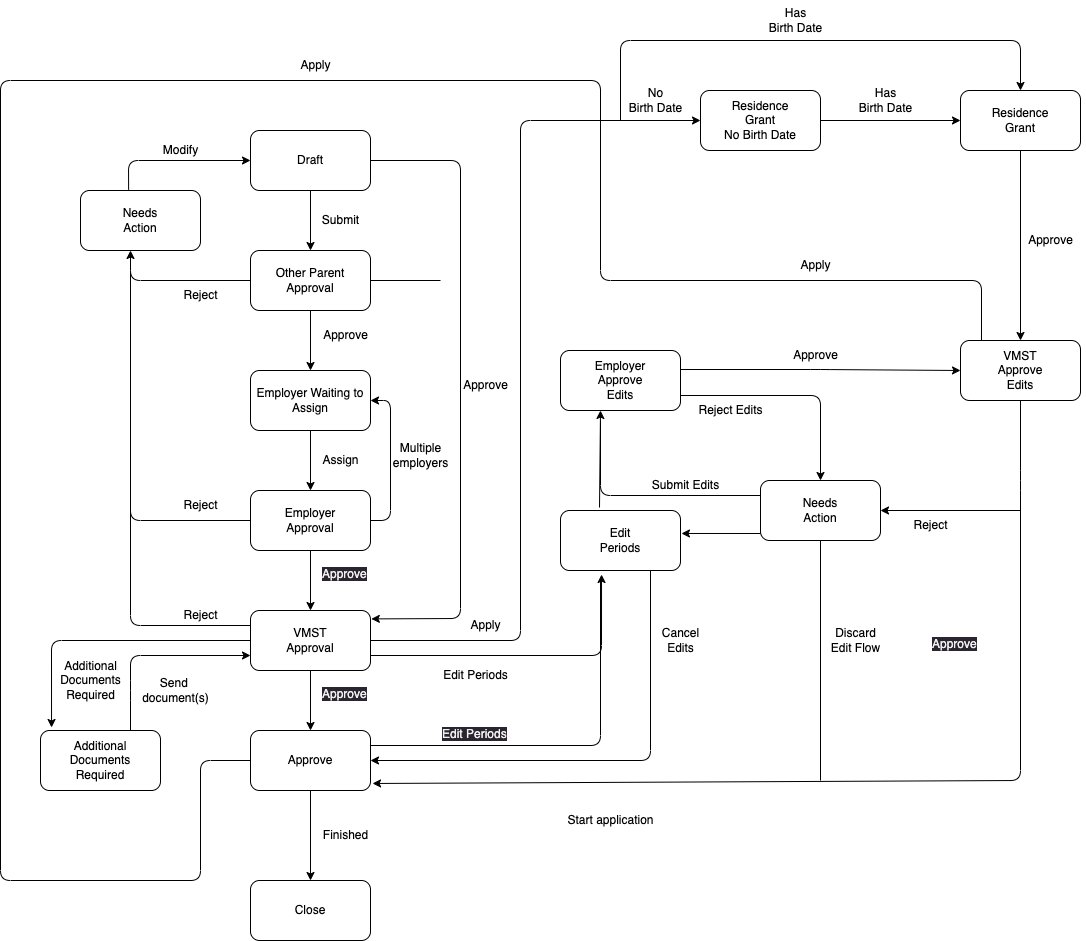 Has
Birth Date
Apply
No
Birth Date
Has
Birth Date
Residence
Grant
No Birth Date
Residence
Grant
Modify
Draft
Needs
Action
Submit
Approve
Other Parent
Approval
Apply
Reject
Approve
Employer
Approve
Edits
Approve
VMST
Approve
Edits
Employer Waiting to
Assign
Approve
Reject Edits
Multiple
employers
Assign
Submit Edits
Needs
Action
Reject
Employer
Approval
Edit
Periods
Reject
Approve
Reject
VMST
Approval
Apply
Cancel
Edits
Discard
Edit Flow
Approve
Additional
Documents
Required
Send
document(s)
Edit Periods
Approve
Edit Periods
Additional
Documents
Required
Approve
Start application
Finished
Close